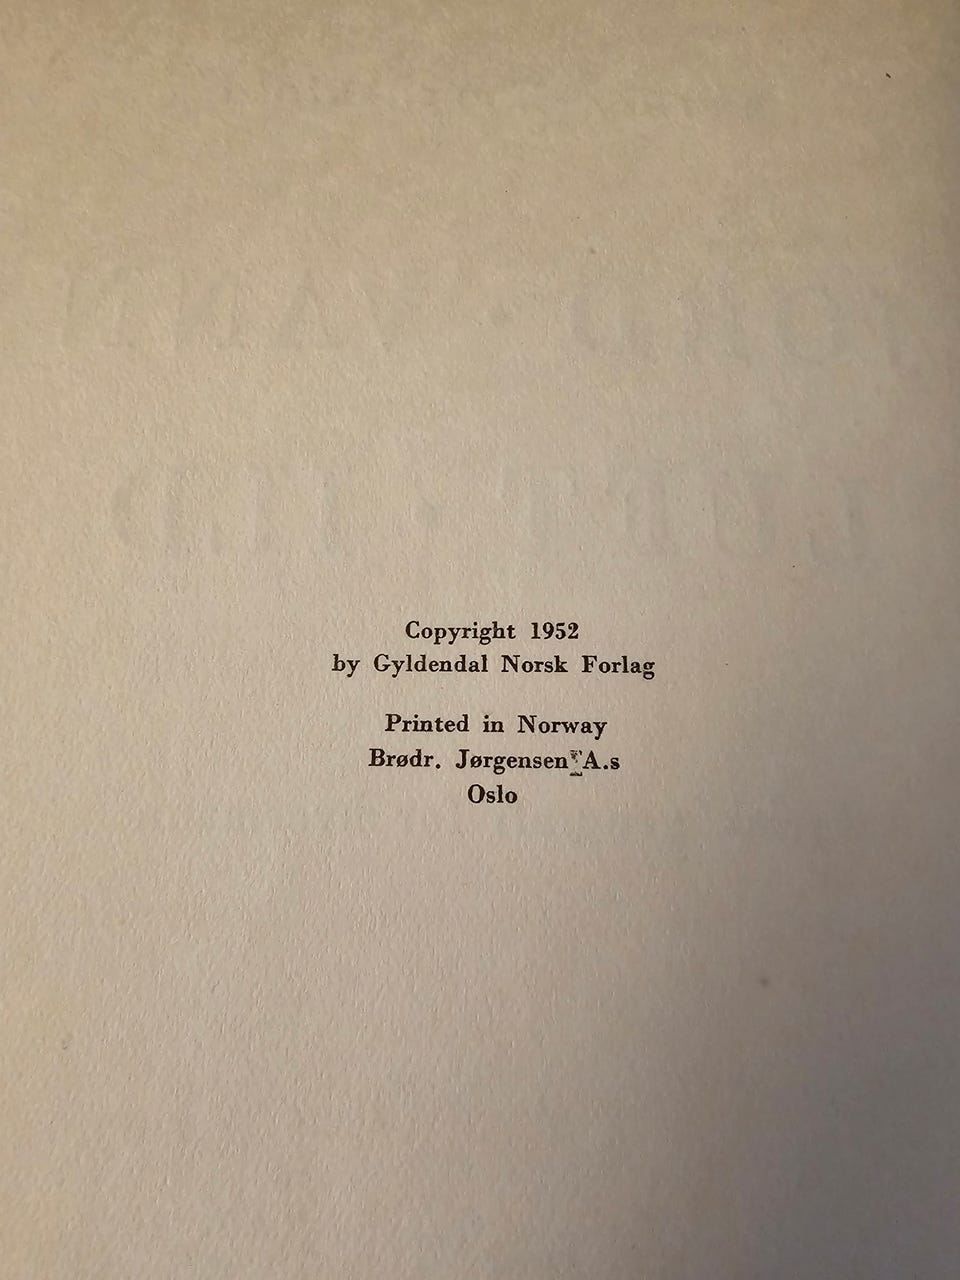 Copyright 1952
by Gyldendal Norsk Forlag
Printed in Norway
Brødr. Jørgensen A.s
Oslo